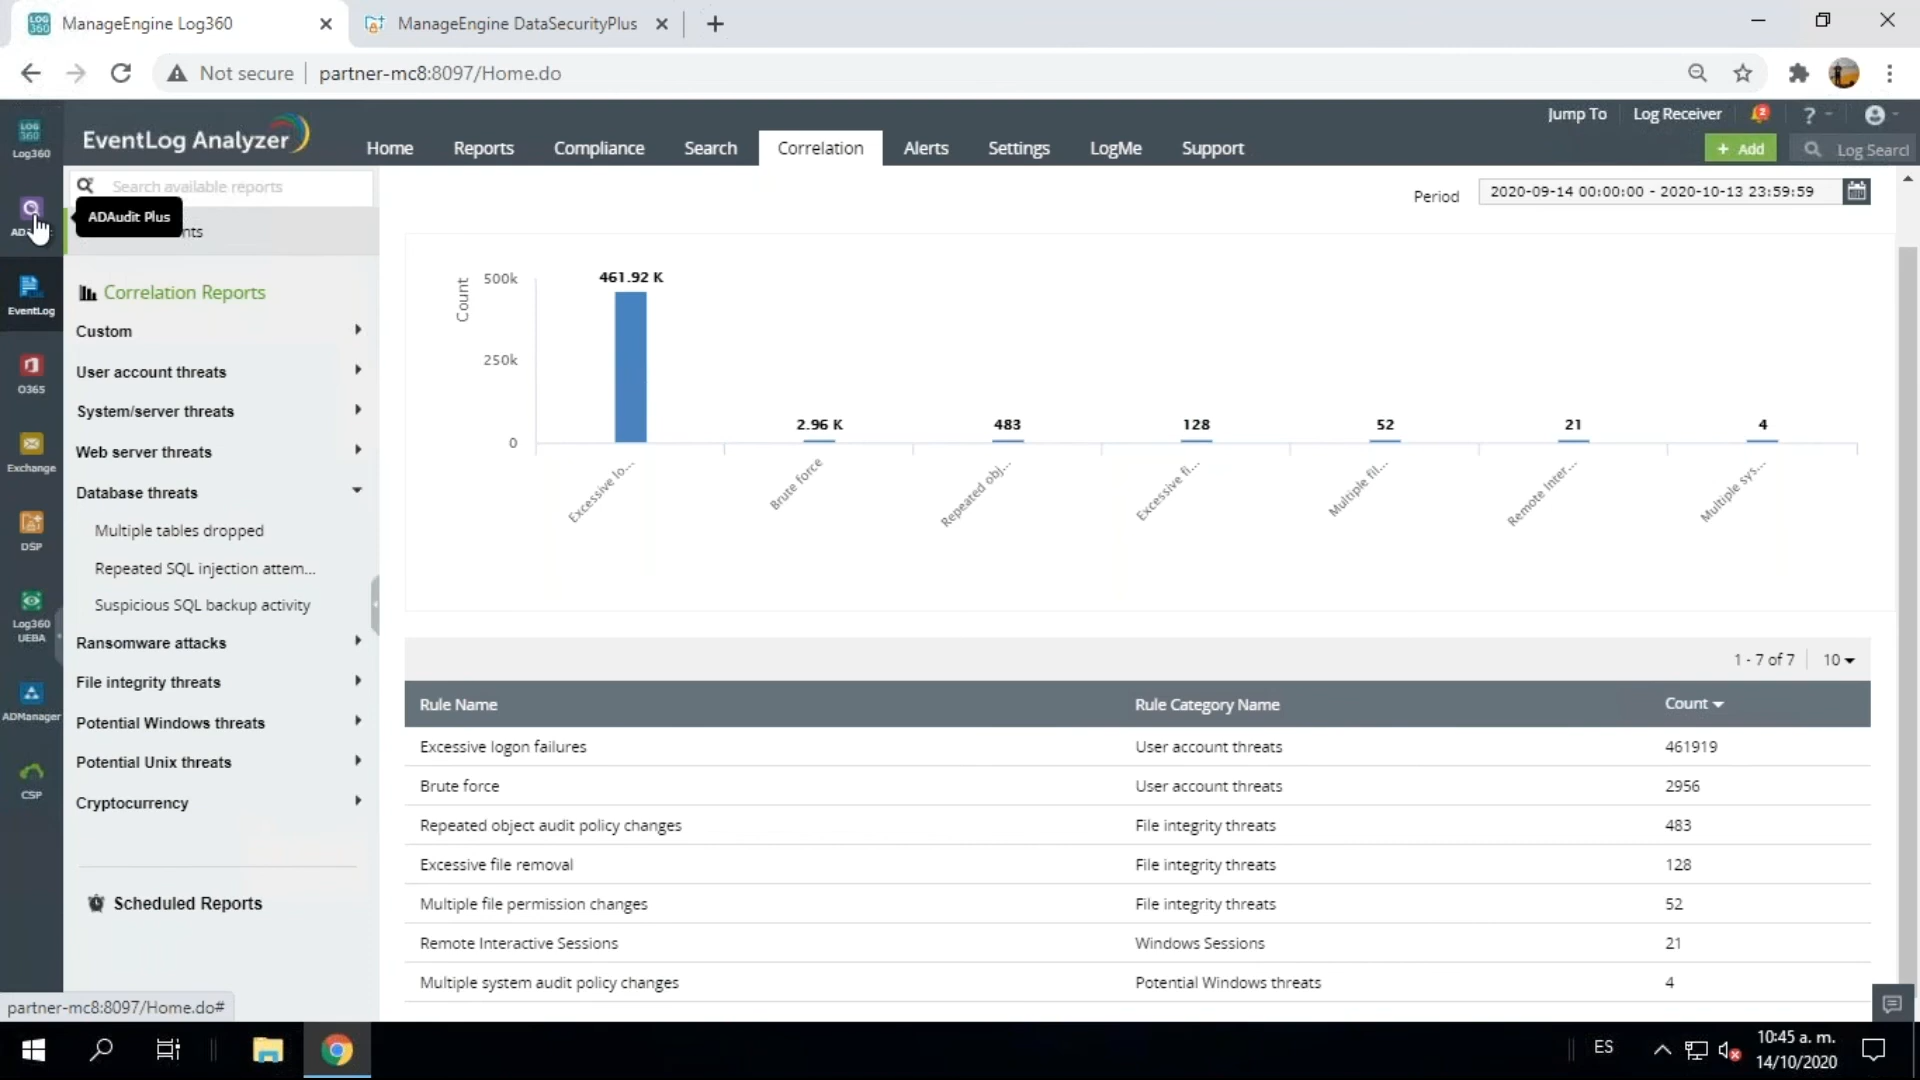 ManageEngine Log360
ManageEngine DataSecurityPlus
Not secure
partner-mc8:8097/Home.do
Jump To
Log Receiver
EventLog Analyzer
Home
Reports
Compliance
Search
Correlation
Alerts
Settings
LogMe
Support
+ Add
Log Search
LOG 360
Log360
EventLog
O365
Exchange
DSP
Log360 UEBA
ADManager
CSP
Search available reports
ADAudit Plus
Correlation Reports
Custom
User account threats
System/server threats
Web server threats
Database threats
Multiple tables dropped
Repeated SQL injection attem...
Suspicious SQL backup activity
Ransomware attacks
File integrity threats
Potential Windows threats
Potential Unix threats
Cryptocurrency
Scheduled Reports
Period
2020-09-14 00:00:00 - 2020-10-13 23:59:59
Count
500k
250k
0
461.92 K
2.96 K
483
128
52
21
4
Excessive lo...
Brute force
Repeated obj...
Excessive fi...
Multiple fil...
Remote Inter...
Multiple sys...
1 - 7 of 7
10
Rule Name
Rule Category Name
Count
Excessive logon failures
User account threats
461919
Brute force
User account threats
2956
Repeated object audit policy changes
File integrity threats
483
Excessive file removal
File integrity threats
128
Multiple file permission changes
File integrity threats
52
Remote Interactive Sessions
Windows Sessions
21
Multiple system audit policy changes
Potential Windows threats
4
partner-mc8:8097/Home.do#
ES
10:45 a. m.
14/10/2020